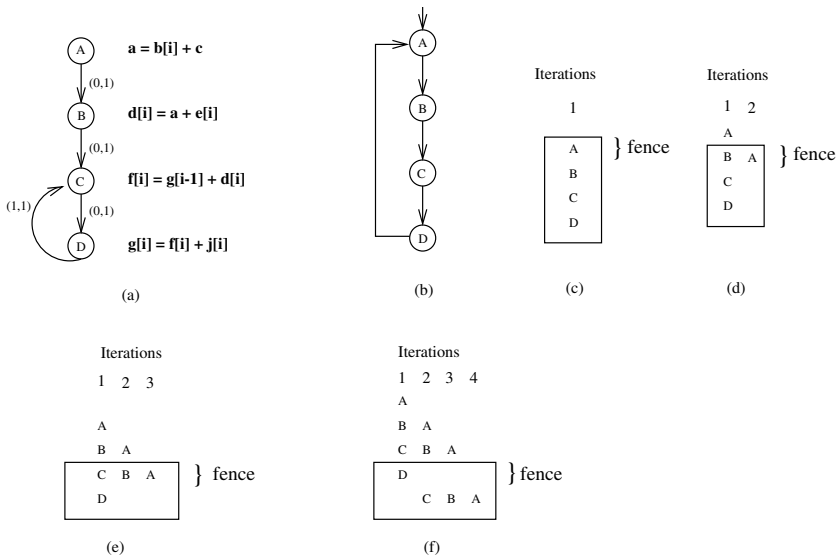 A
a = b[i] + c
(0,1)
B
d[i] = a + e[i]
(0,1)
C
f[i] = g[i-1] + d[i]
(1,1)
(0,1)
D
g[i] = f[i] + j[i]
(a)
A
B
C
D
(b)
Iterations
1
A
B
C
D
} fence
(c)
Iterations
1 2
A
B A
C
D
} fence
(d)
Iterations
1 2 3
A
B A
C B A
D
} fence
(e)
Iterations
1 2 3 4
A
B A
C B A
D
C B A
} fence
(f)